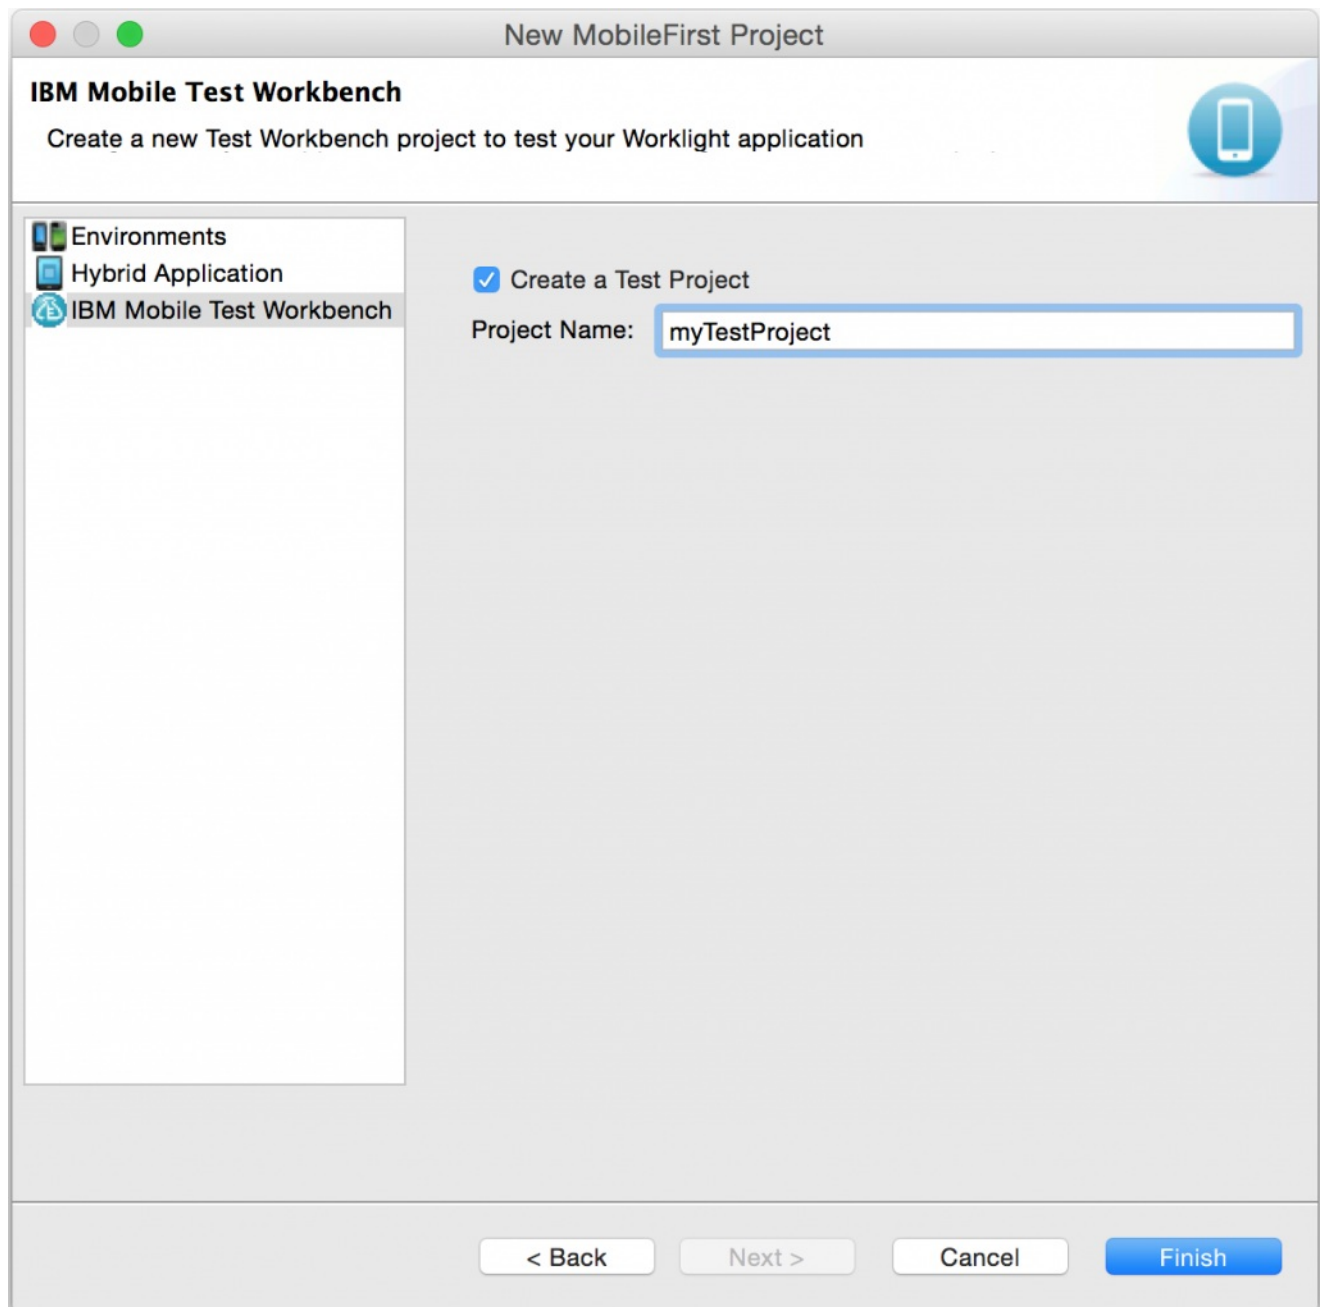 New MobileFirst Project
IBM Mobile Test Workbench
Create a new Test Workbench project to test your Worklight application
Environments
Hybrid Application
IBM Mobile Test Workbench
Create a Test Project
Project Name: myTestProject
< Back Next > Cancel Finish